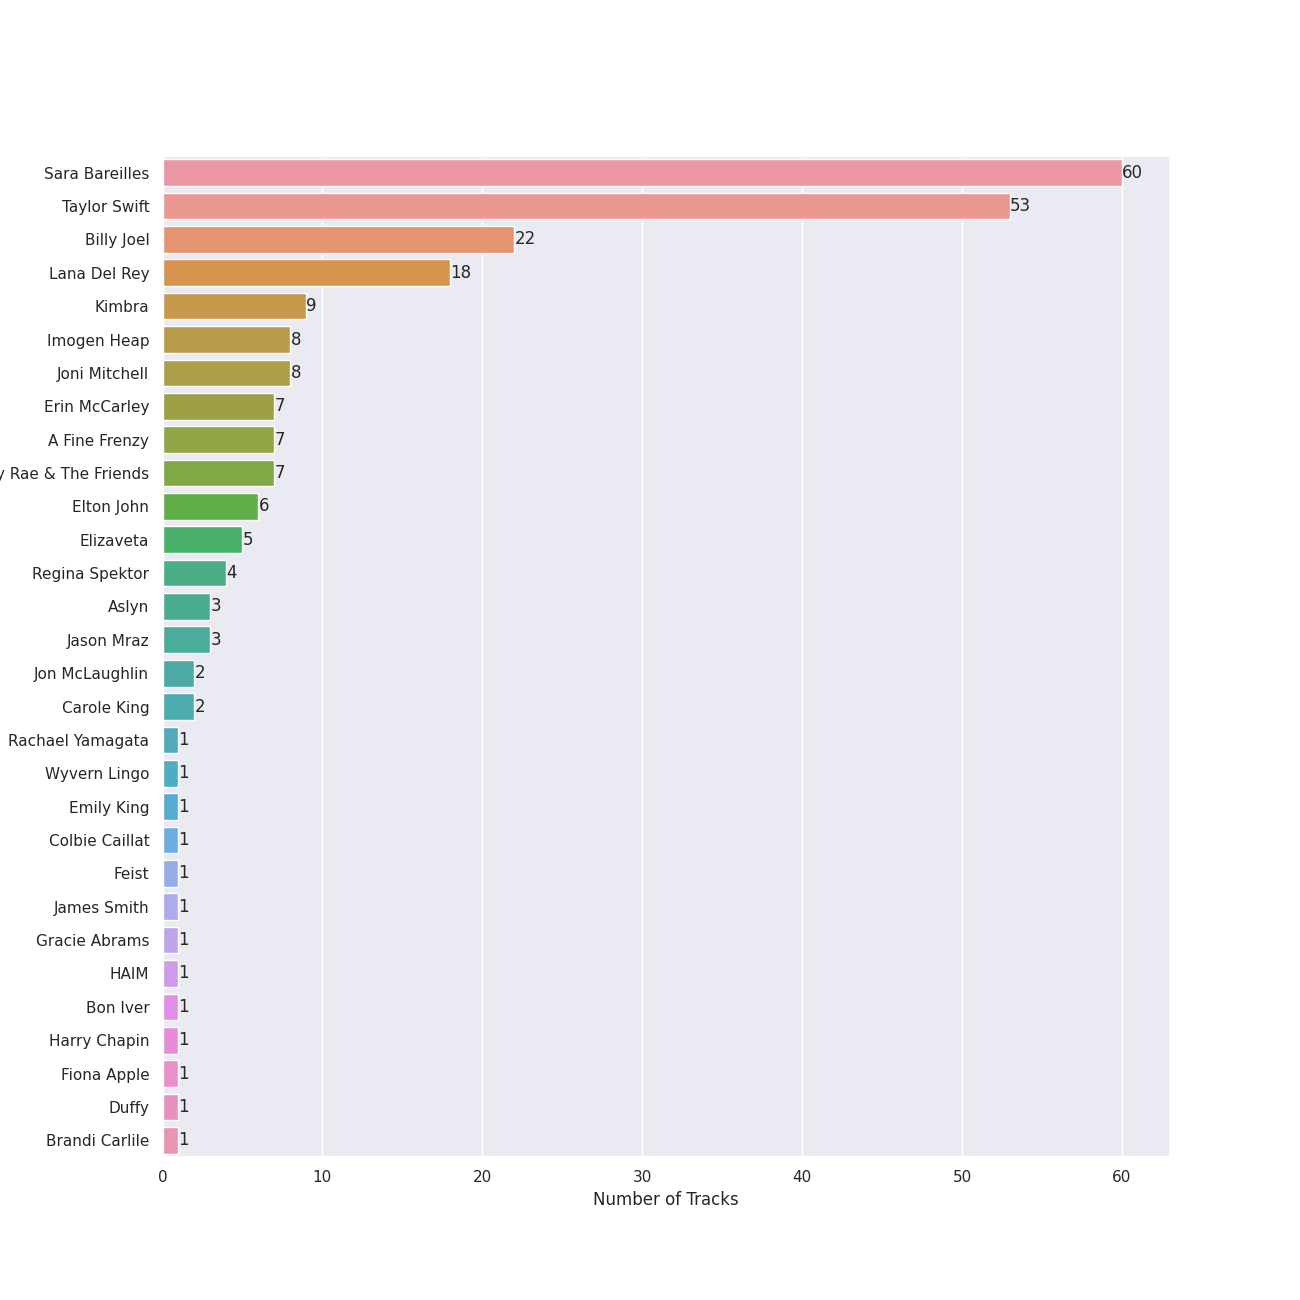 Sara Bareilles 60
Taylor Swift 53
Billy Joel 22
Lana Del Rey 18
Kimbra 9
Imogen Heap 8
Joni Mitchell 8
Erin McCarley 7
A Fine Frenzy 7
y Rae & The Friends 7
Elton John 6
Elizaveta 5
Regina Spektor 4
Aslyn 3
Jason Mraz 3
Jon McLaughlin 2
Carole King 2
Rachael Yamagata 1
Wyvern Lingo 1
Emily King 1
Colbie Caillat 1
Feist 1
James Smith 1
Gracie Abrams 1
HAIM 1
Bon Iver 1
Harry Chapin 1
Fiona Apple 1
Duffy 1
Brandi Carlile 1
0 10 20 30 40 50 60
Number of Tracks